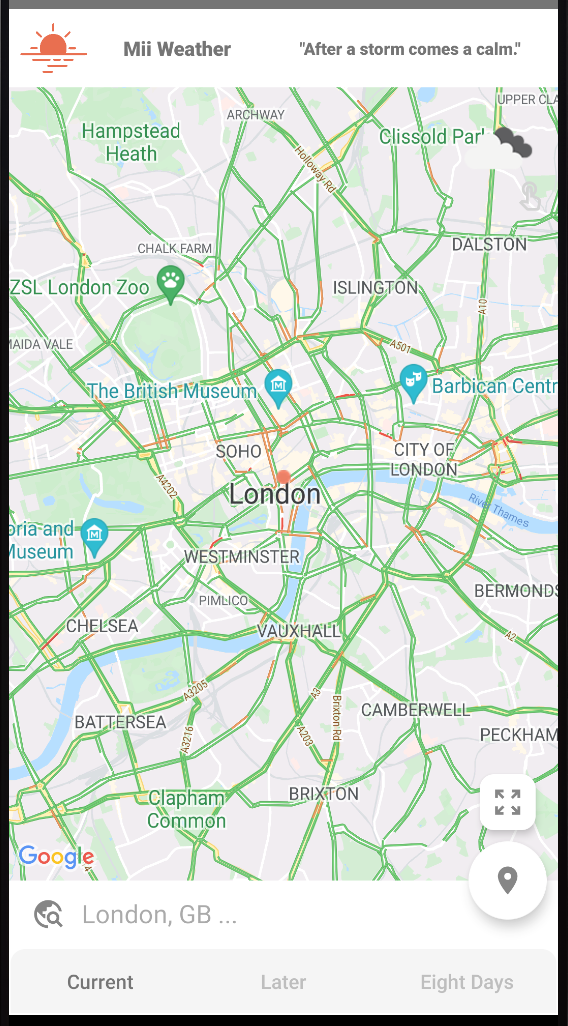 Mii Weather
"After a storm comes a calm."
UPPER CLA
ARCHWAY
Hampstead
Heath
Clissold Par
Holloway Rd
DALSTON
CHALK FARM
ZSL London Zoo
ISLINGTON
A10
MAIDA VALE
A501
The British Museum
Barbican Centr
SOHO
CITY OF
LONDON
A4202
London
River Thames
oria and
Museum
WESTMINSTER
BERMONDS
PIMLICO
CHELSEA
VAUXHALL
A2
A3205
A3
Brixton Rd
CAMBERWELL
BATTERSEA
A3216
A203
PECKHAM
BRIXTON
Clapham
Common
Google
London, GB ...
Current
Later
Eight Days